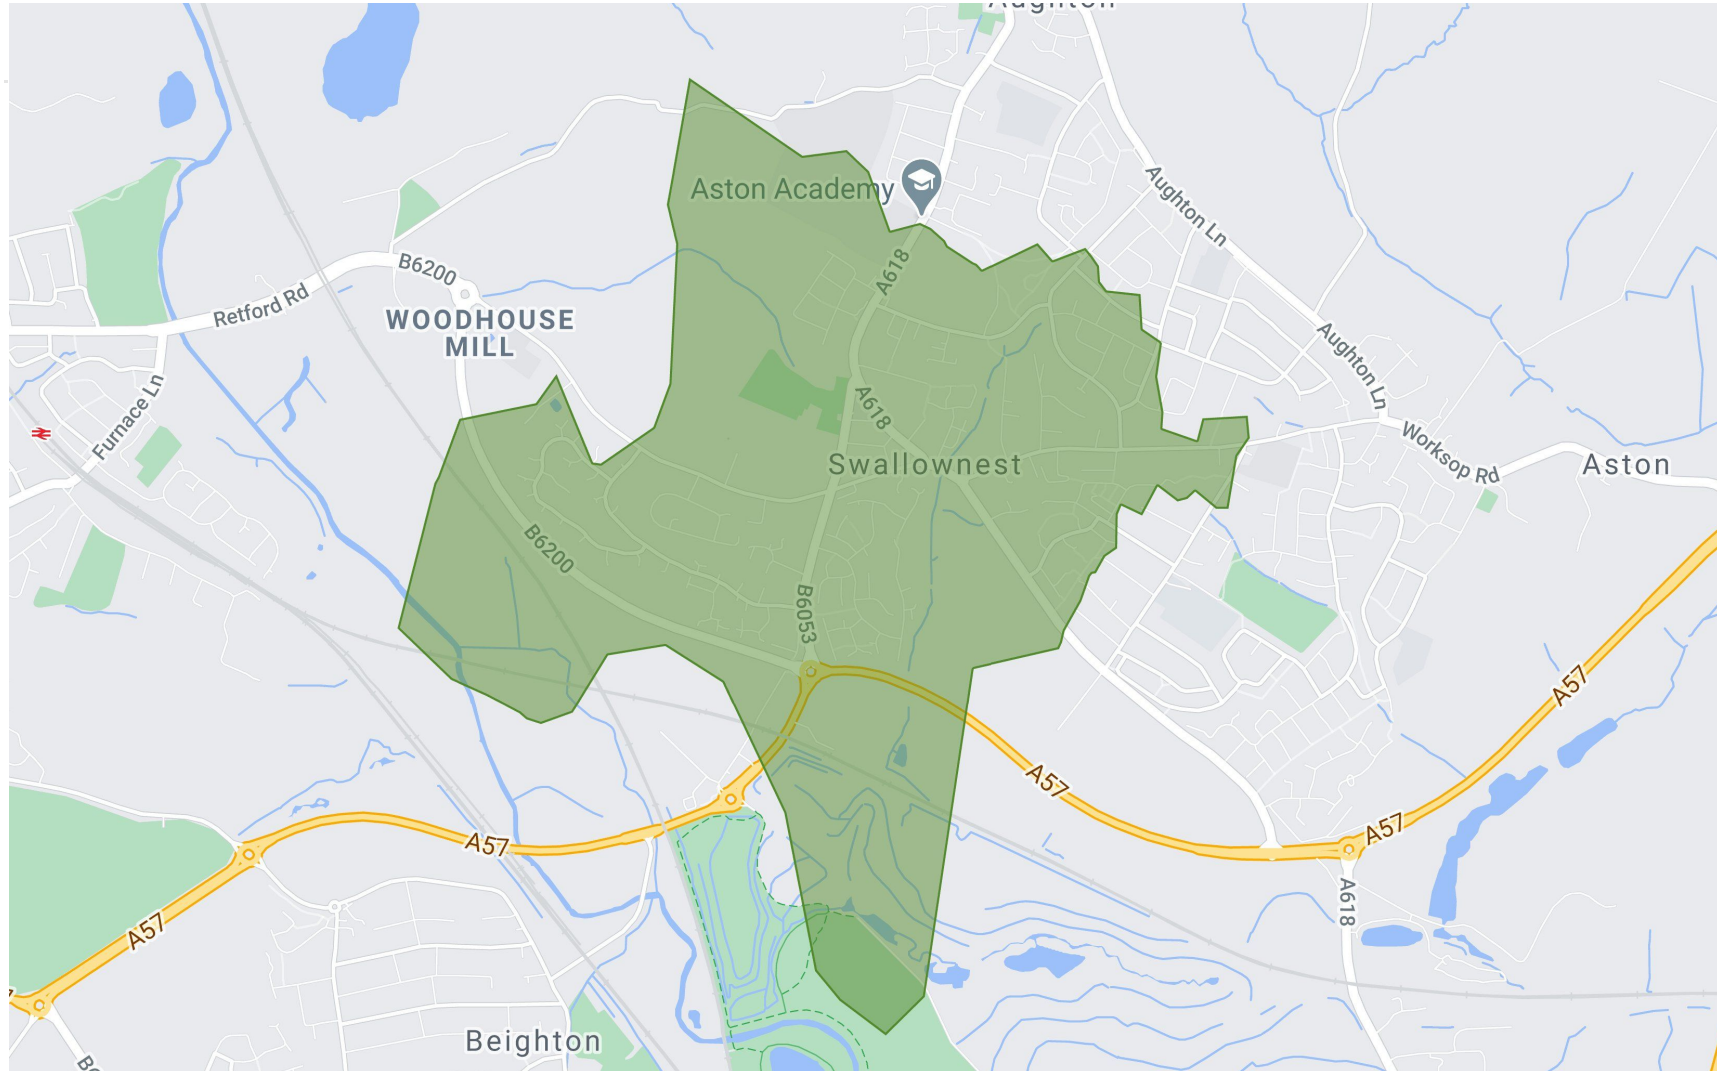 Aughton
Aston Academy
Aughton Ln
A618
B6200
Retford Rd
WOODHOUSE
MILL
Aughton Ln
Furnace Ln
A618
Swallownest
Worksop Rd
Aston
B6200
B6053
A57
A57
A57
A57
A618
A57
Beighton